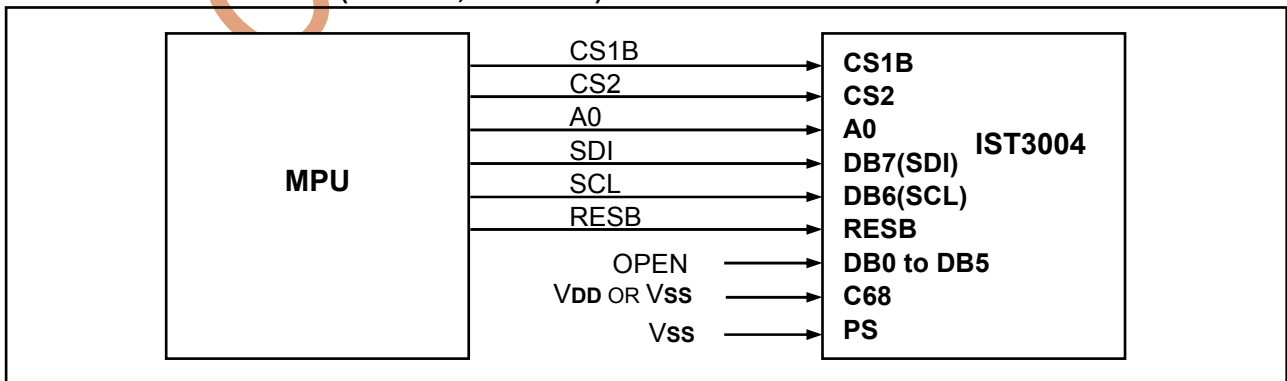 CS1B
CS2
A0
SDI
SCL
RESB
OPEN
VDD OR VSS
VSS
MPU
CS1B
CS2
A0
DB7(SDI)
DB6(SCL)
RESB
DB0 to DB5
C68
PS
IST3004